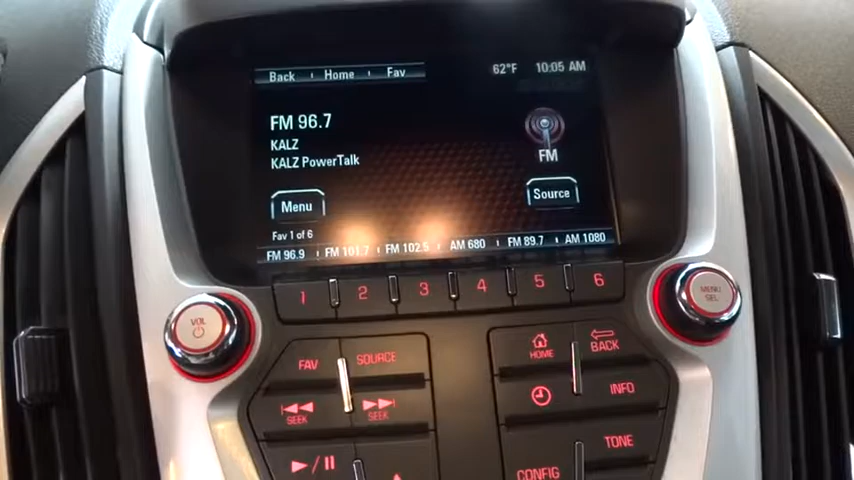 Back Home Fav 62°F 10:05 AM
FM 96.7
KALZ
KALZ PowerTalk
FM
Menu
Source
Fav 1 of 6
FM 96.9 FM 101.7 FM 102.5 AM 680 FM 89.7 AM 1080
1 2 3 4 5 6
VOL
MENU
SEL
FAV SOURCE
HOME BACK
SEEK SEEK
INFO
TONE
CONFIG